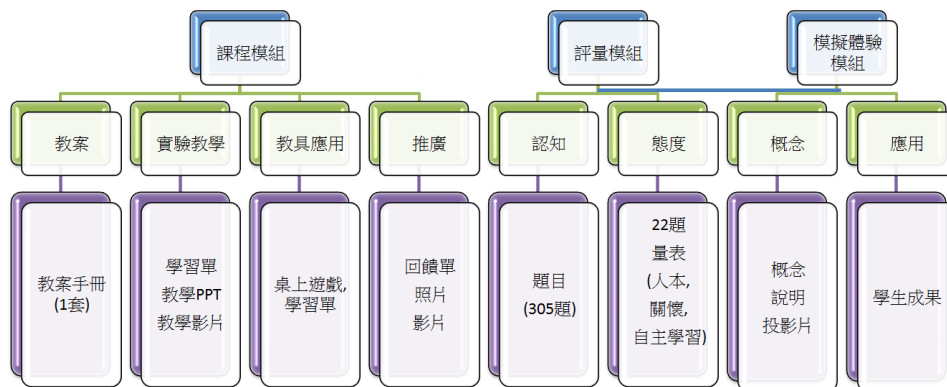 課程模組
評量模組
模擬體驗
模組
教案
實驗教學
教具應用
推廣
認知
態度
概念
應用
教案手冊
(1套)
學習單
教學PPT
教學影片
桌上遊戲,
學習單
回饋單
照片
影片
題目
(305題)
22題
量表
(人本,
關懷,
自主學習)
概念
說明
投影片
學生成果